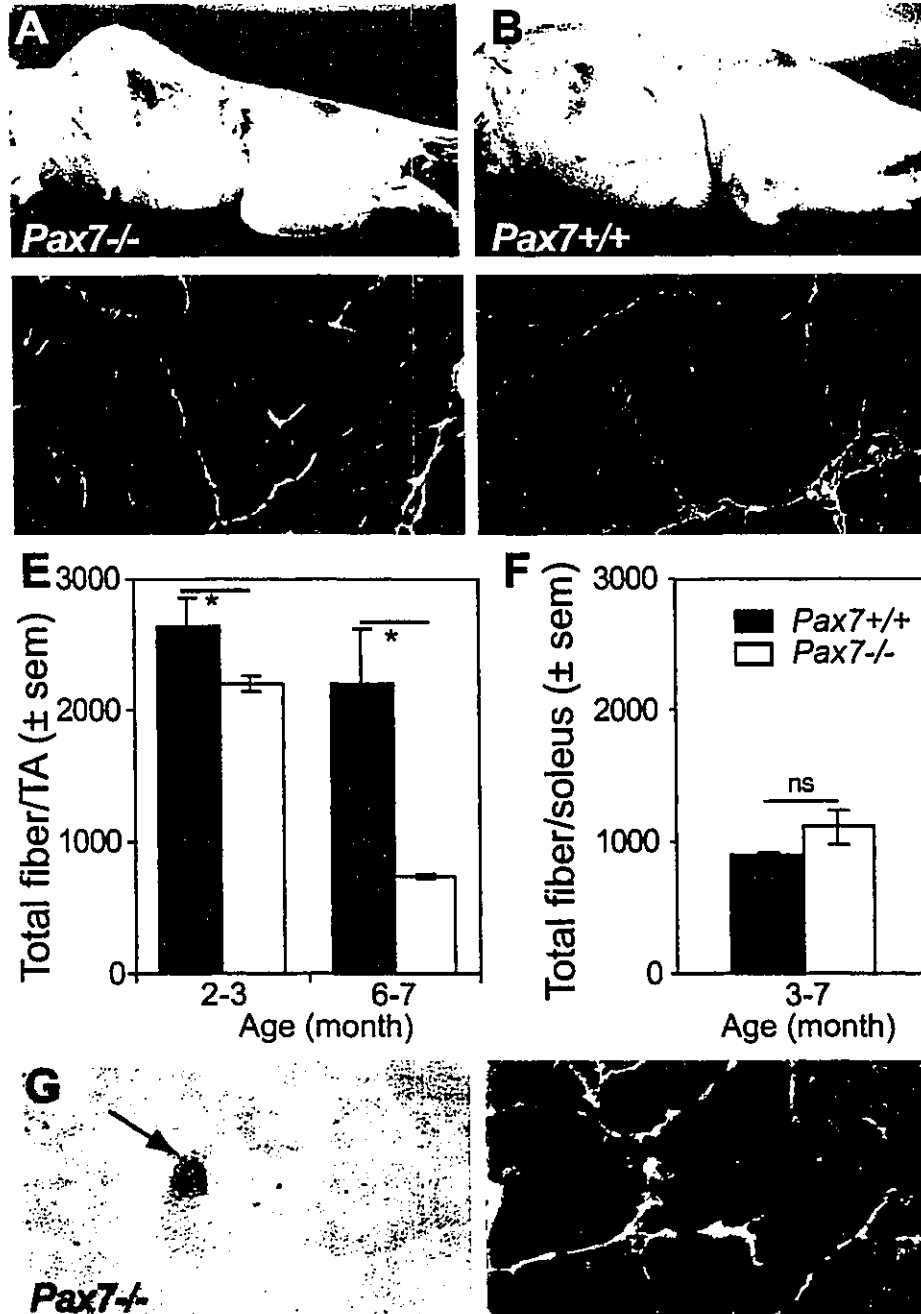 A
B
Pax7-/-
Pax7+/+
E
F
Total fiber/TA (± sem)
3000
2000
1000
0
*
*
2-3
6-7
Age (month)
Total fiber/soleus (± sem)
3000
2000
1000
0
Pax7+/+
Pax7-/-
ns
3-7
Age (month)
G
Pax7-/-